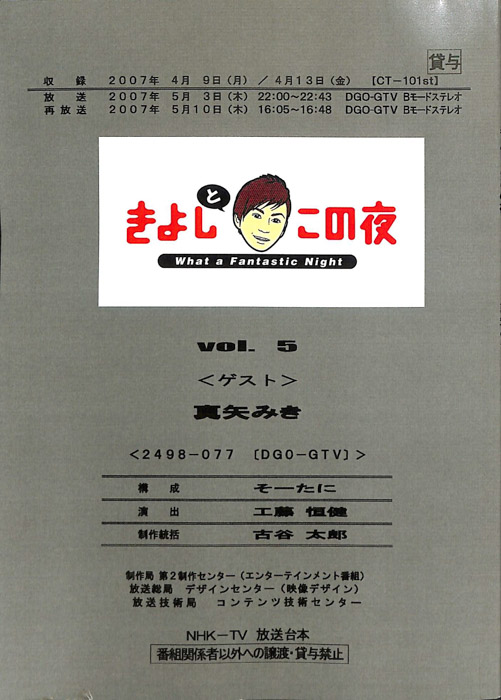 貸与
収　録　2007年　4月　9日（月）　／4月13日（金）　［CT－101st］
放　送　2007年　5月　3日（木）　22:00～22:43　DGO-GTV　Bモードステレオ
再放送　2007年　5月10日（木）　16:05～16:48　DGO-GTV　Bモードステレオ
きよしとこの夜
What a Fantastic Night
vol. 5
＜ゲスト＞
真矢みき
＜2498－077　［DGO－GTV］＞
構　成　そーたに
演　出　工藤　恒健
制作統括　古谷　太郎
制作局　第２制作センター（エンターテインメント番組）
放送総局　デザインセンター（映像デザイン）
放送技術局　コンテンツ技術センター
NHK－TV　放送台本
番組関係者以外への譲渡・貸与禁止